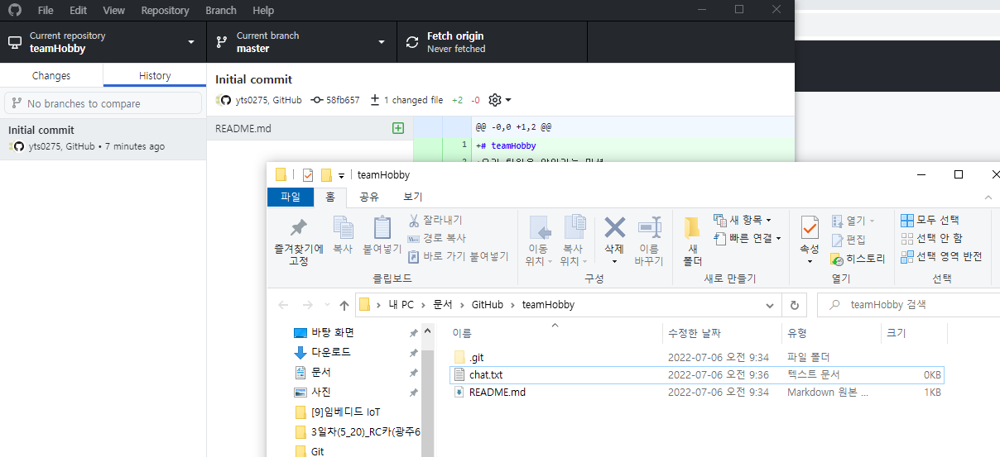 File Edit View Repository Branch Help
Current repository
teamHobby
Current branch
master
Fetch origin
Never fetched
Changes History
No branches to compare
Initial commit
yts0275, GitHub • 7 minutes ago
Initial commit
yts0275, GitHub 58fb657 1 changed file +2 -0
README.md
@@ -0,0 +1,2 @@
1 +# teamHobby
teamHobby
파일 홈 공유 보기
즐겨찾기에 고정
복사
붙여넣기
잘라내기
경로 복사
바로 가기 붙여넣기
클립보드
이동 위치
복사 위치
삭제
이름 바꾸기
구성
새 폴더
새 항목
빠른 연결
새로 만들기
속성
열기
편집
히스토리
열기
모두 선택
선택 안 함
선택 영역 반전
선택
내 PC > 문서 > GitHub > teamHobby
teamHobby 검색
바탕 화면
다운로드
문서
사진
[9]임베디드 IoT
3일차(5_20)_RC카(광주6
Git
이름 수정한 날짜 유형 크기
.git 2022-07-06 오전 9:34 파일 폴더
chat.txt 2022-07-06 오전 9:36 텍스트 문서 0KB
README.md 2022-07-06 오전 9:34 Markdown 원본 ... 1KB